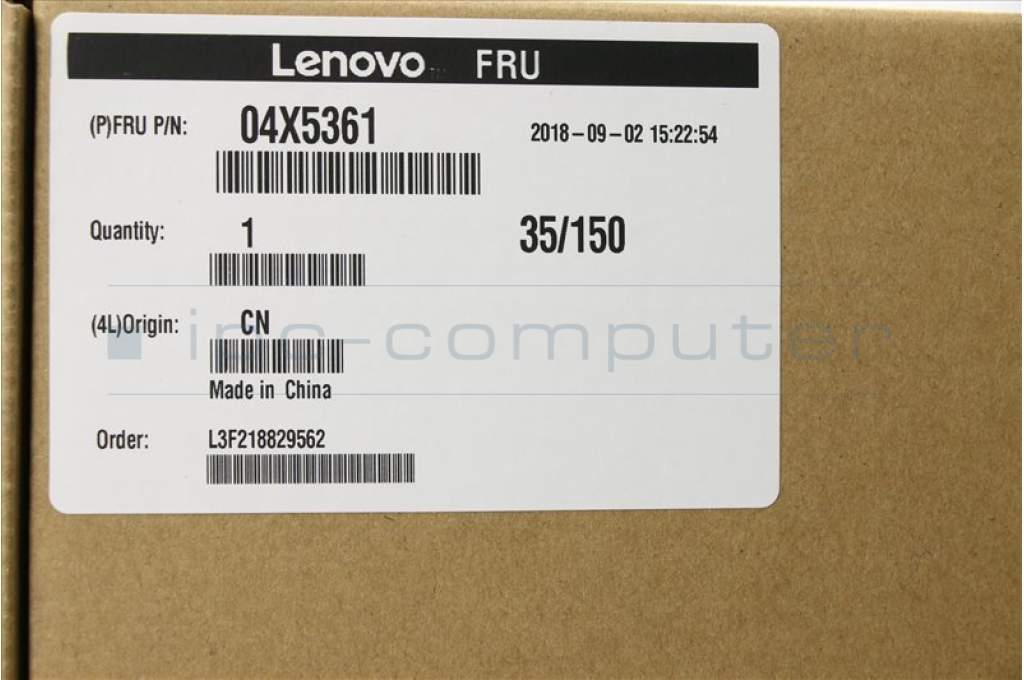 Lenovo FRU
(P)FRU P/N: 04X5361 2018-09-02 15:22:54
Quantity: 1 35/150
(4L)Origin: CN
ipc-computer
Made in China
Order: L3F218829562